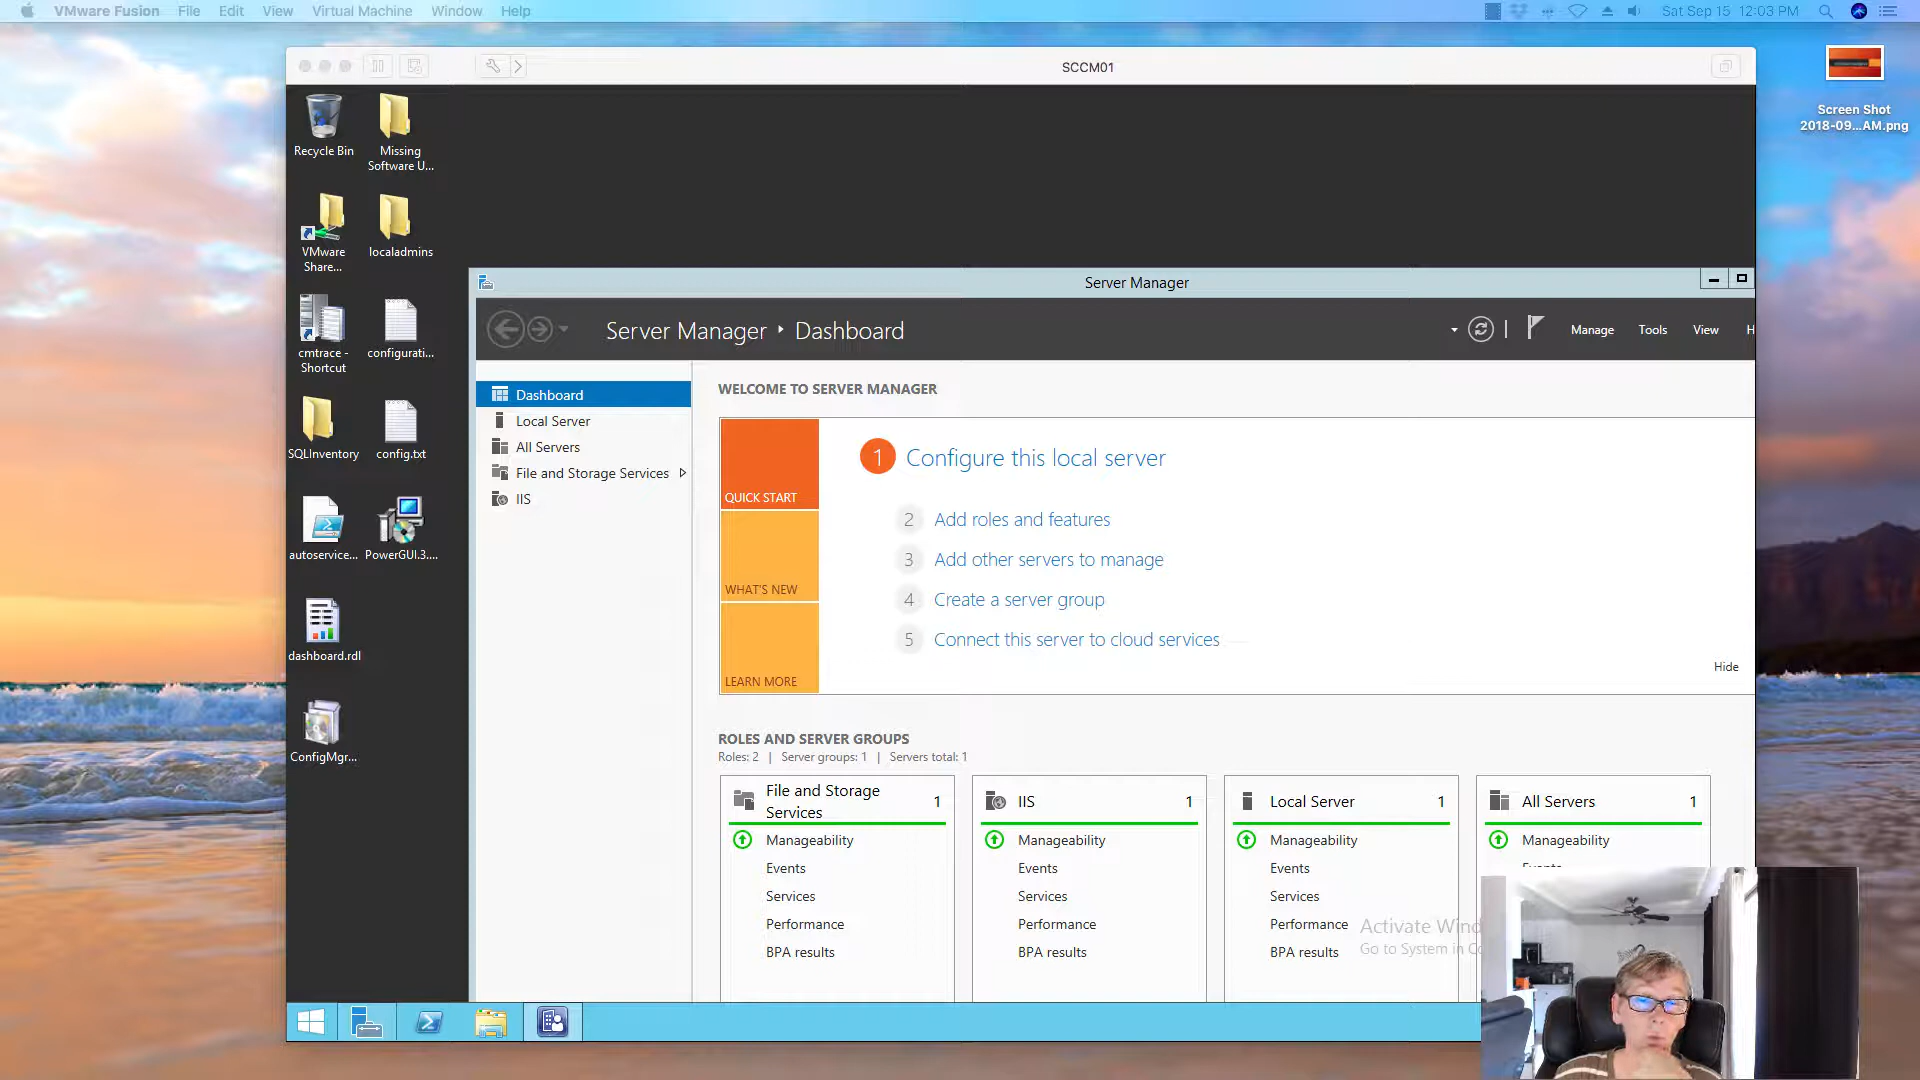 VMware Fusion File Edit View Virtual Machine Window Help
Sat Sep 15 12:03 PM
SCCM01
Screen Shot
2018-09...AM.png
Recycle Bin
Missing
Software U...
VMware
Share...
localadmins
cmtrace -
Shortcut
configurati...
SQLInventory
config.txt
autoservice...
PowerGUI.3....
dashboard.rdl
ConfigMgr...
Server Manager
Server Manager ‣ Dashboard
Manage Tools View H
Dashboard
Local Server
All Servers
File and Storage Services
IIS
WELCOME TO SERVER MANAGER
QUICK START
WHAT'S NEW
LEARN MORE
1 Configure this local server
2 Add roles and features
3 Add other servers to manage
4 Create a server group
5 Connect this server to cloud services
Hide
ROLES AND SERVER GROUPS
Roles: 2 | Server groups: 1 | Servers total: 1
File and Storage
Services
1
Manageability
Events
Services
Performance
BPA results
IIS 1
Manageability
Events
Services
Performance
BPA results
Local Server 1
Manageability
Events
Services
Performance
BPA results
All Servers 1
Manageability
Events
Activate Wind
Go to System in Co